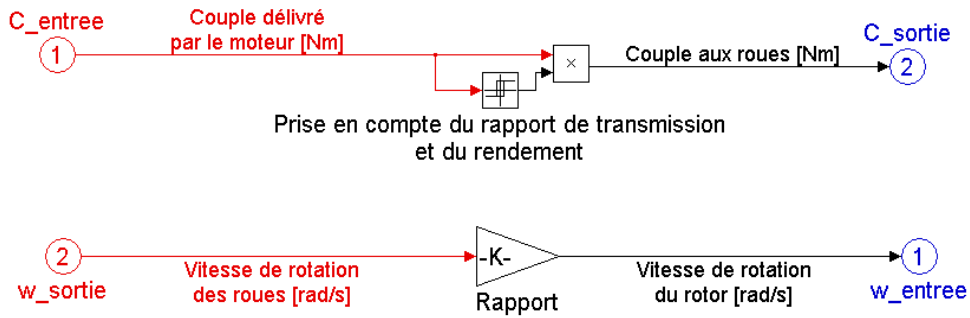 C_entree
1
Couple délivré
par le moteur [Nm]
×
Couple aux roues [Nm]
C_sortie
2
Prise en compte du rapport de transmission
et du rendement
2
w_sortie
Vitesse de rotation
des roues [rad/s]
-K-
Rapport
Vitesse de rotation
du rotor [rad/s]
1
w_entree